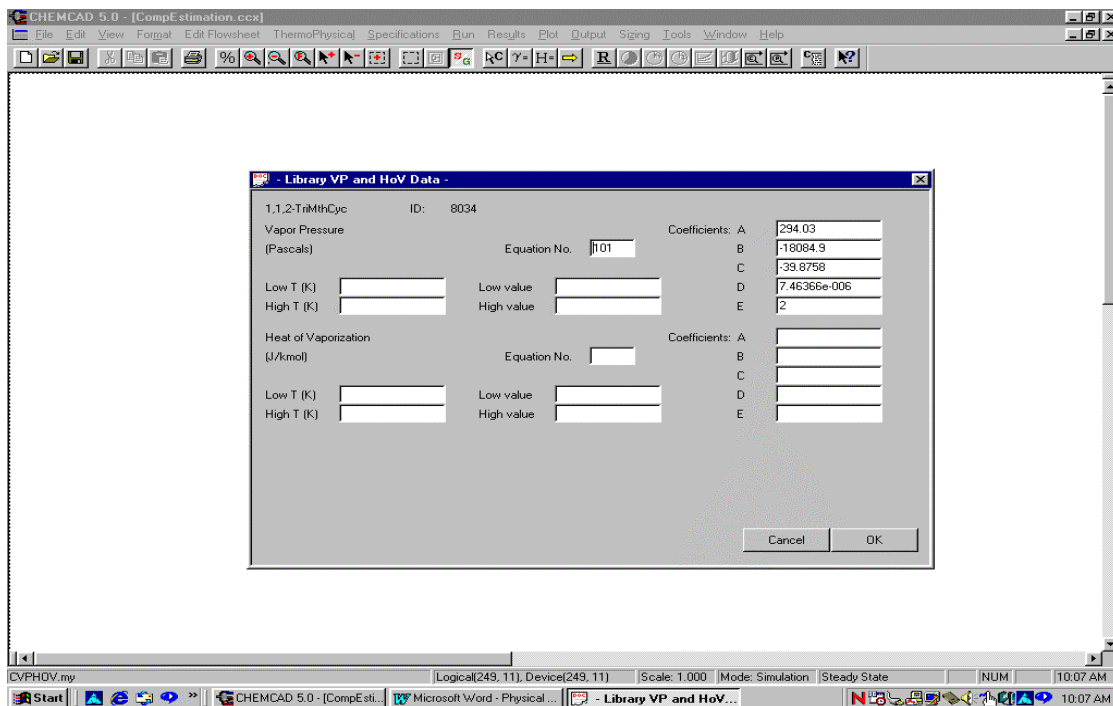 CHEMCAD 5.0 - [CompEstimation.ccx]
File Edit View Format Edit Flowsheet ThermoPhysical Specifications Run Results Plot Output Sizing Tools Window Help
- Library VP and HoV Data -
1,1,2-TriMthCyc ID: 8034
Vapor Pressure Coefficients: A 294.03
(Pascals) Equation No. 101 B -18084.9
C -39.8758
Low T (K) Low value D 7.46366e-006
High T (K) High value E 2
Heat of Vaporization Coefficients: A
(J/kmol) Equation No. B
C
Low T (K) Low value D
High T (K) High value E
Cancel OK
CVPHOV.my Logical(249, 11), Device(249, 11) Scale: 1.000 Mode: Simulation Steady State NUM 10:07 AM
Start » CHEMCAD 5.0 - [CompEsti... Microsoft Word - Physical ... - Library VP and HoV... 10:07 AM